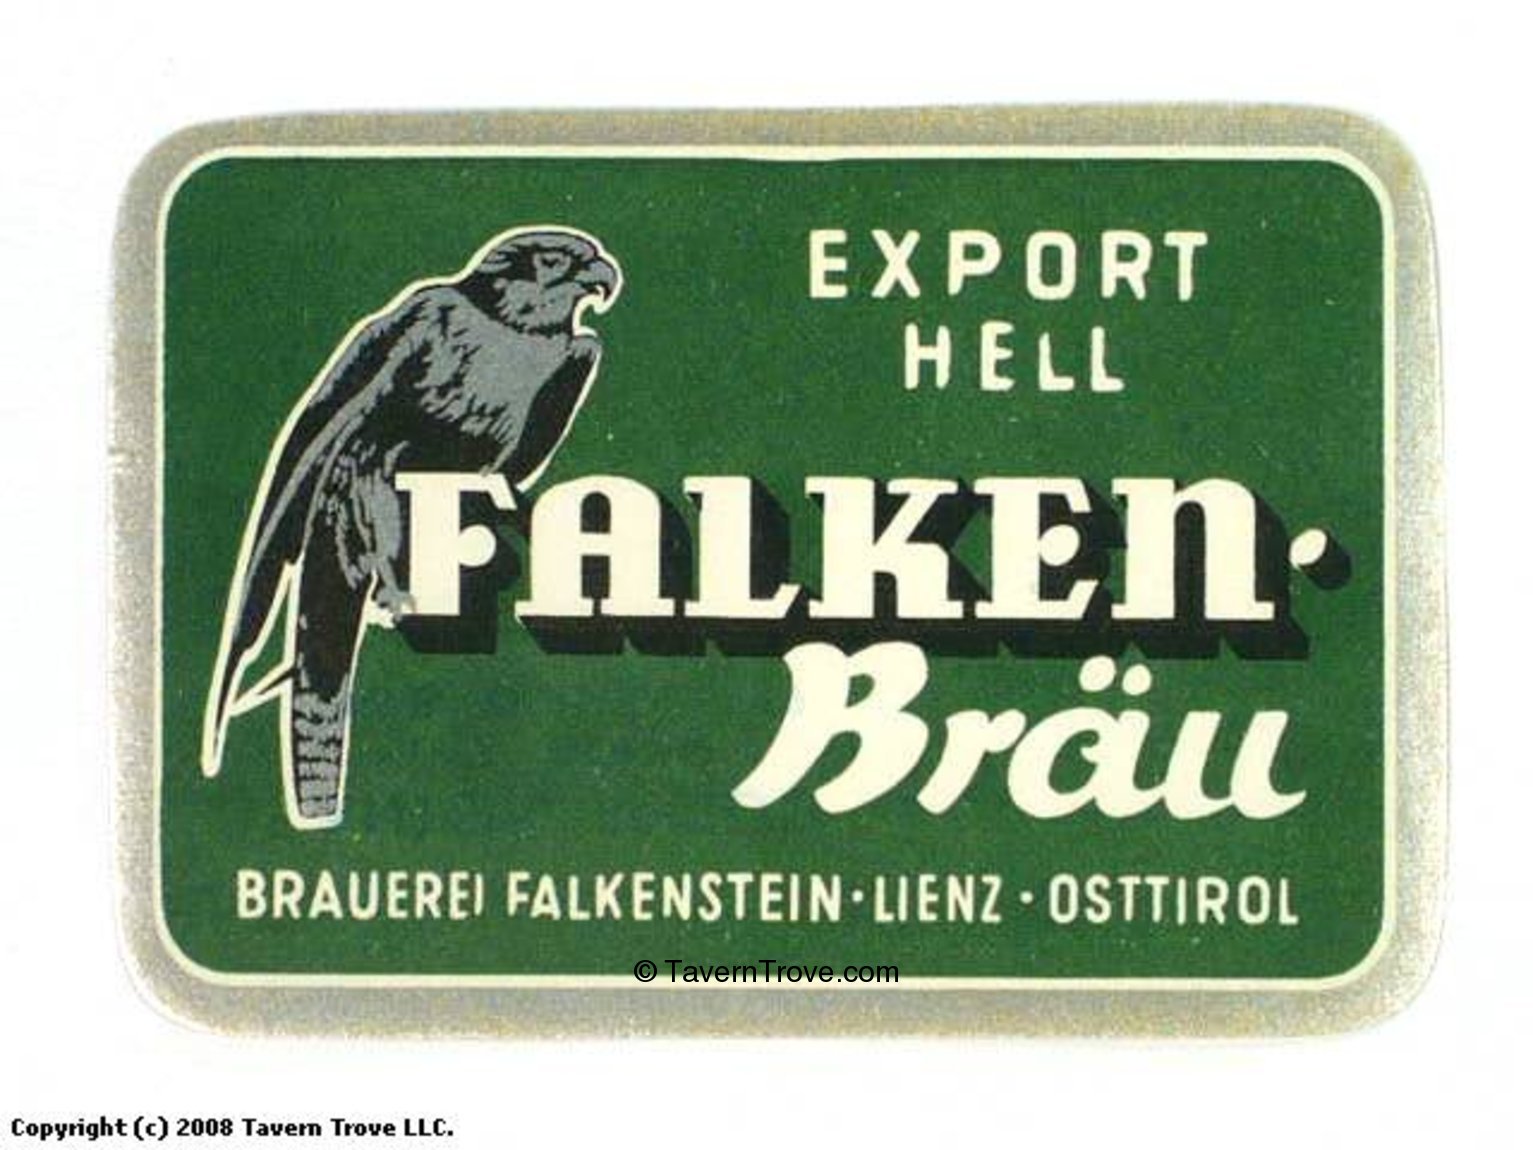 EXPORT
HELL
FALKEN-
Bräu
BRAUEREI FALKENSTEIN·LIENZ·OSTTIROL
© TavernTrove.com
Copyright (c) 2008 Tavern Trove LLC.